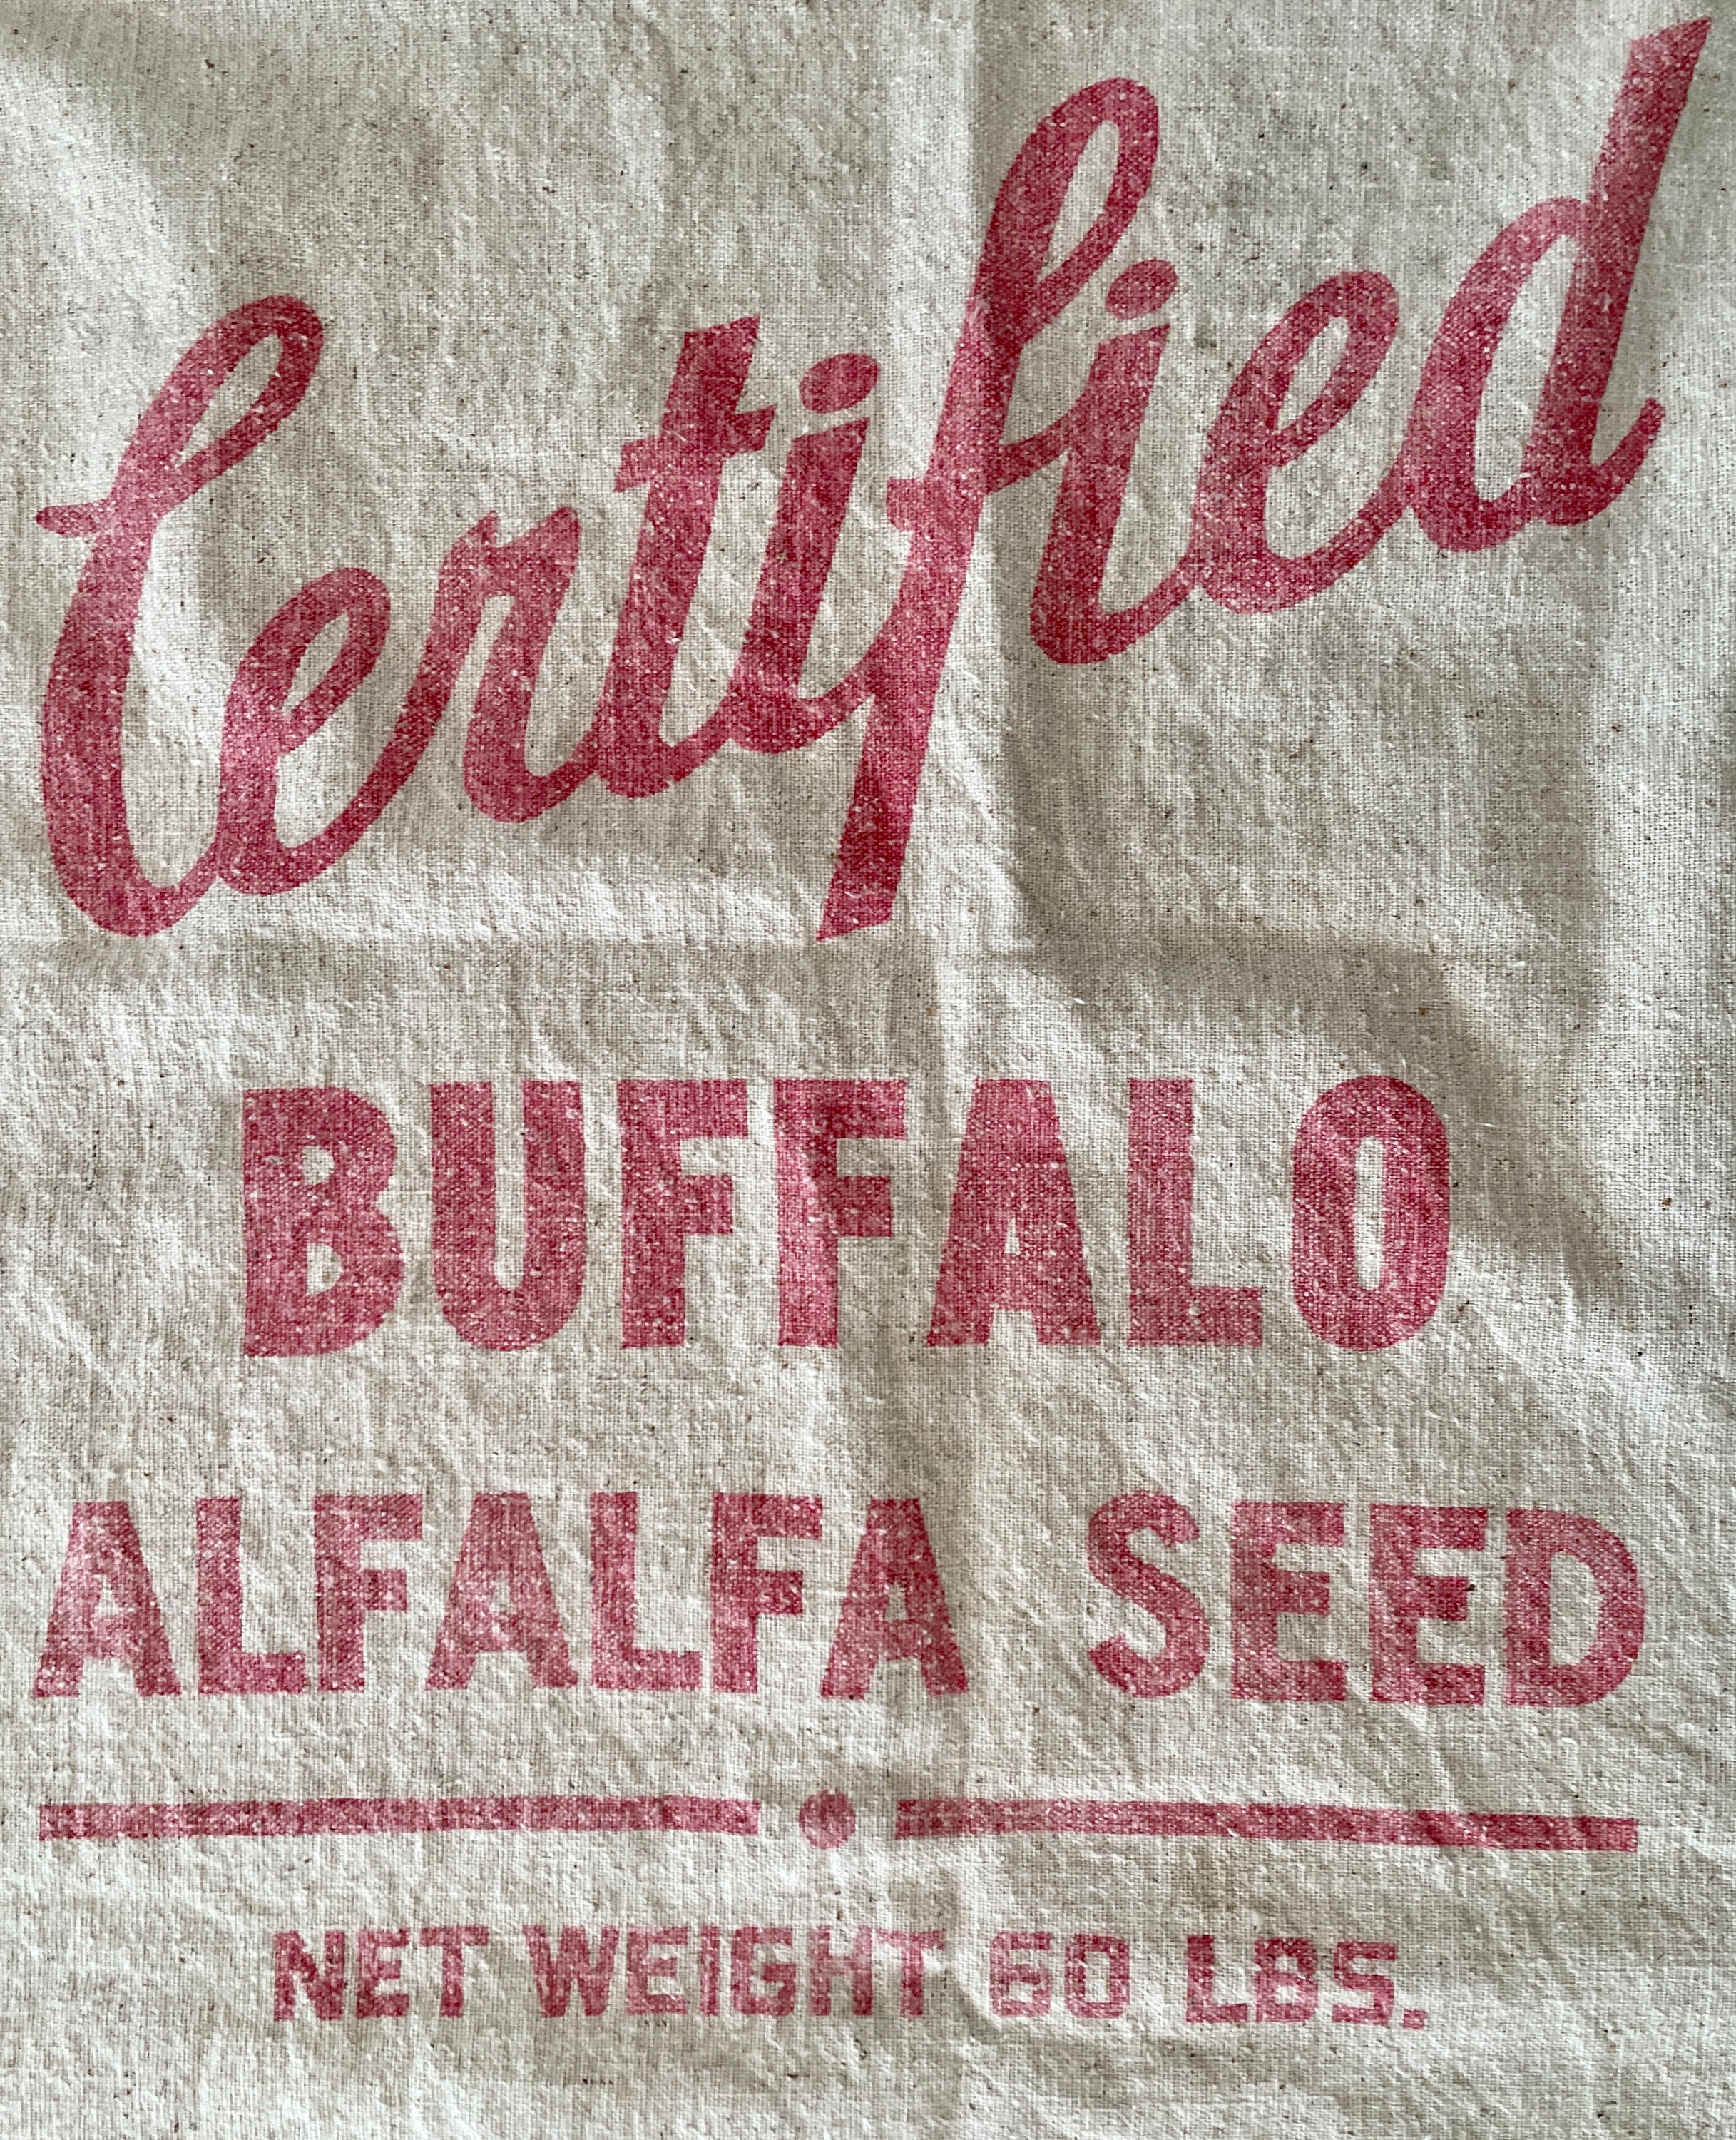 Certified
BUFFALO
ALFALFA SEED
NET WEIGHT 60 LBS.